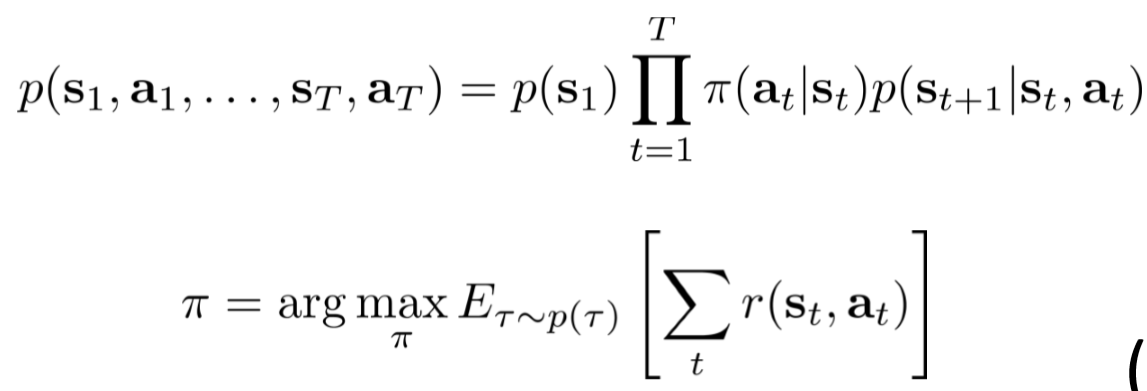 p(s₁, a₁, . . . , s_T, a_T) = p(s₁) ∏_{t=1}^{T} π(a_t|s_t)p(s_{t+1}|s_t, a_t)
π = arg max_π E_{τ∼p(τ)} [∑_t r(s_t, a_t)]
(